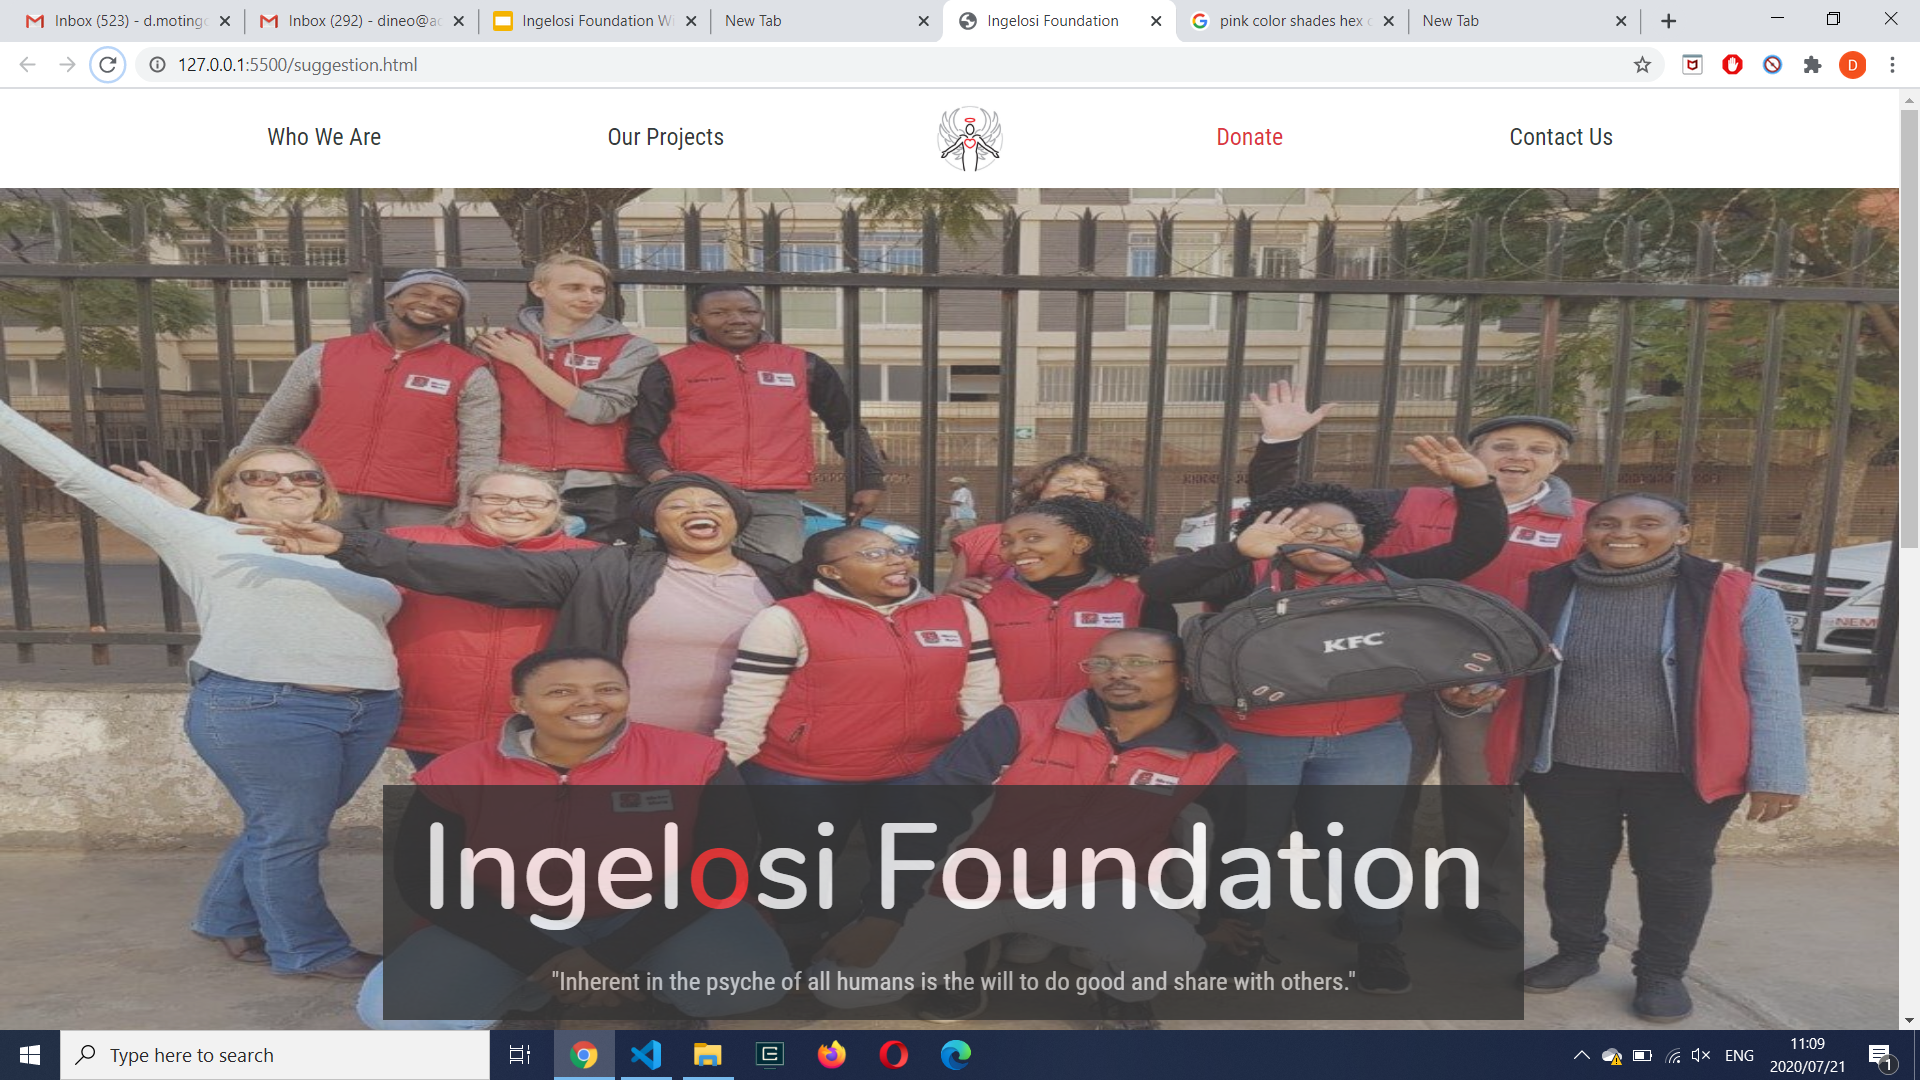 Inbox (523) - d.moting
Inbox (292) - dineo@ac
Ingelosi Foundation Wi
New Tab
Ingelosi Foundation
pink color shades hex c
New Tab
127.0.0.1:5500/suggestion.html
D
Who We Are
Our Projects
Donate
Contact Us
KFC
NEM
Ingelosi Foundation
"Inherent in the psyche of all humans is the will to do good and share with others."
Type here to search
ENG
11:09
2020/07/21
1